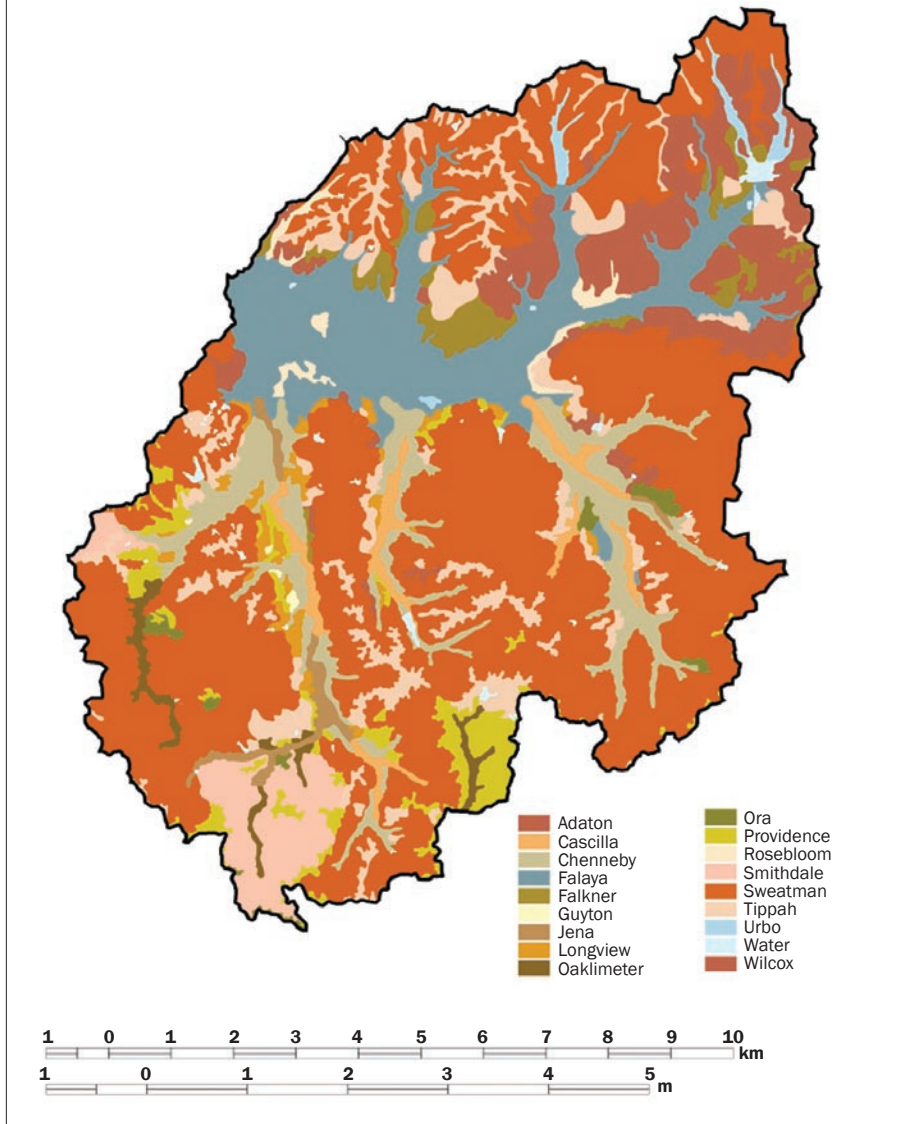 Adaton
Cascilla
Chenneby
Falaya
Falkner
Guyton
Jena
Longview
Oaklimeter
Ora
Providence
Rosebloom
Smithdale
Sweatman
Tippah
Urbo
Water
Wilcox
1 0 1 2 3 4 5 6 7 8 9 10
km
1 0 1 2 3 4 5
m